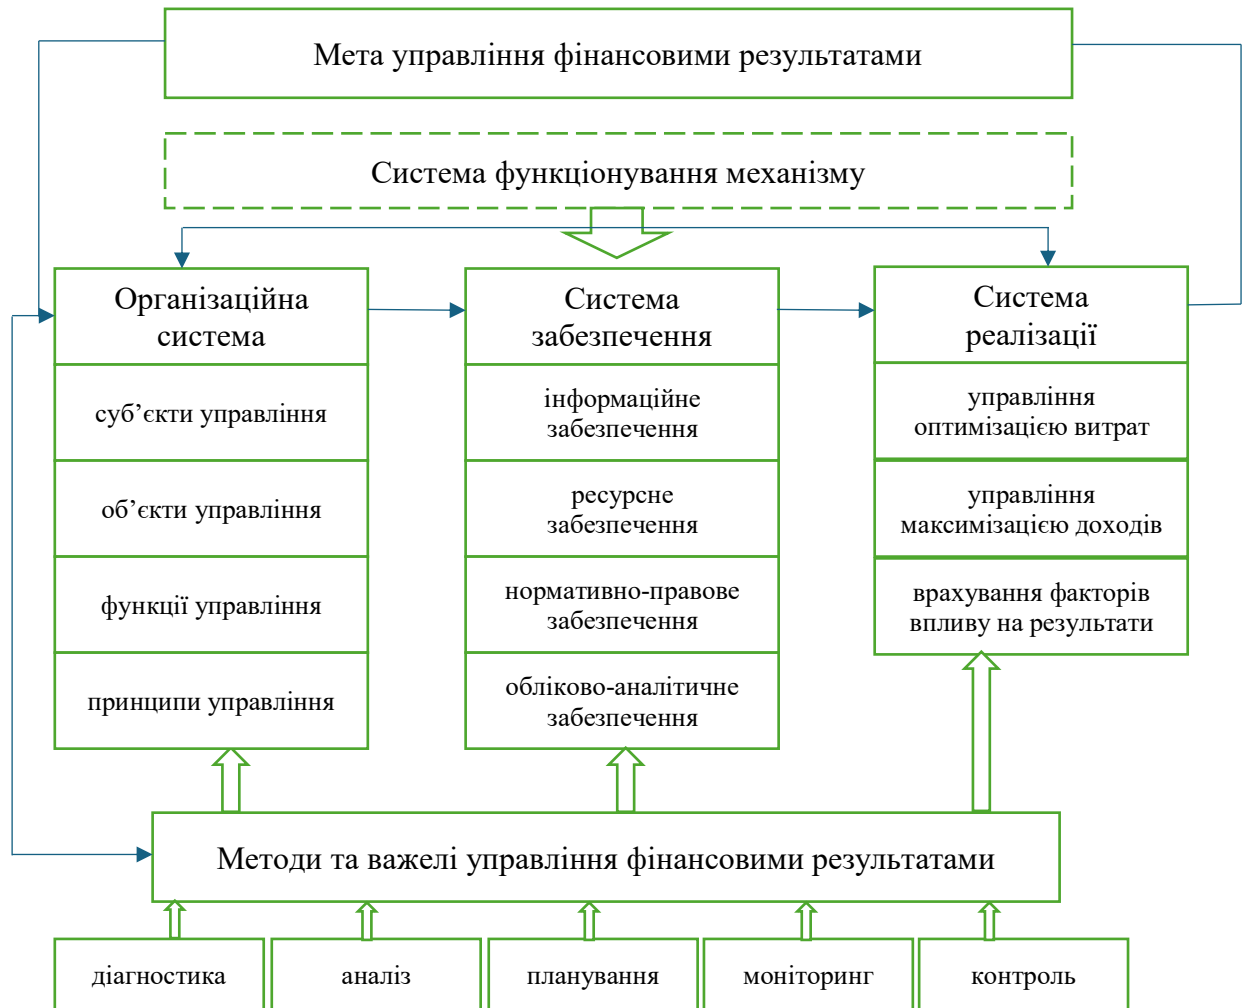 Мета управління фінансовими результатами
Система функціонування механізму
Організаційна
система
суб’єкти управління
об’єкти управління
функції управління
принципи управління
Система
забезпечення
інформаційне
забезпечення
ресурсне
забезпечення
нормативно-правове
забезпечення
обліково-аналітичне
забезпечення
Система
реалізації
управління
оптимізацією витрат
управління
максимізацією доходів
врахування факторів
впливу на результати
Методи та важелі управління фінансовими результатами
діагностика
аналіз
планування
моніторинг
контроль